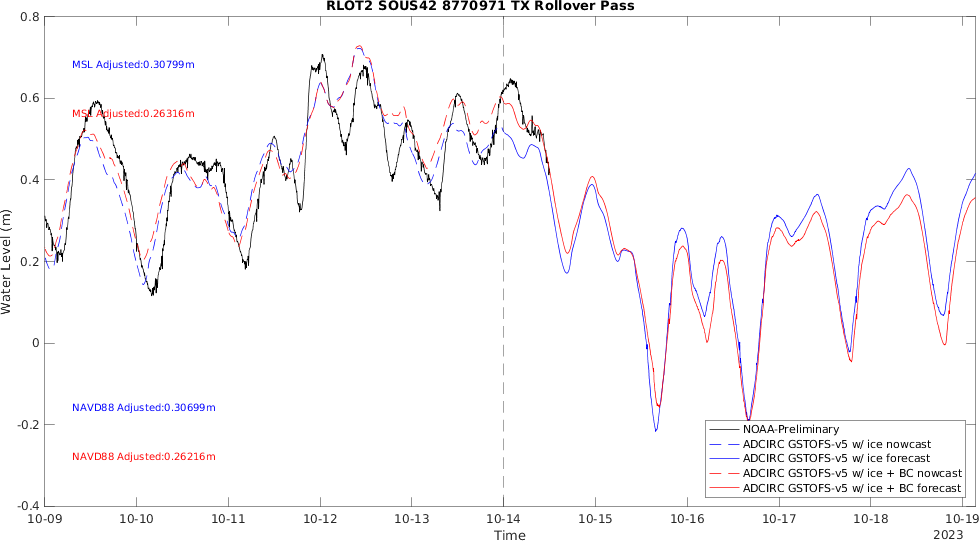 RLOT2 SOUS42 8770971 TX Rollover Pass
0.8
MSL Adjusted:0.30799m
0.6
MSL Adjusted:0.26316m
0.4
Water Level (m)
0.2
0
NAVD88 Adjusted:0.30699m
-0.2
NAVD88 Adjusted:0.26216m
NOAA-Preliminary
ADCIRC GSTOFS-v5 w/ ice nowcast
ADCIRC GSTOFS-v5 w/ ice forecast
ADCIRC GSTOFS-v5 w/ ice + BC nowcast
ADCIRC GSTOFS-v5 w/ ice + BC forecast
-0.4
10-09 10-10 10-11 10-12 10-13 10-14 10-15 10-16 10-17 10-18 10-19
Time
2023